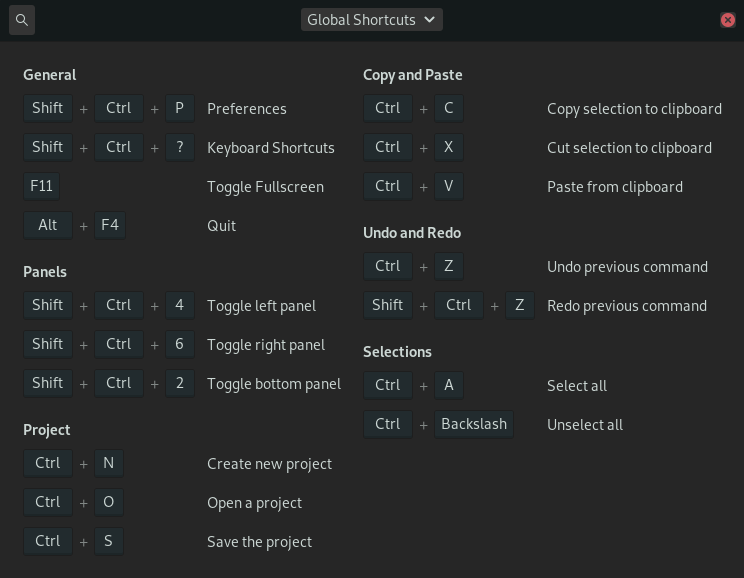 Global Shortcuts
General
Shift + Ctrl + P Preferences
Shift + Ctrl + ? Keyboard Shortcuts
F11 Toggle Fullscreen
Alt + F4 Quit
Panels
Shift + Ctrl + 4 Toggle left panel
Shift + Ctrl + 6 Toggle right panel
Shift + Ctrl + 2 Toggle bottom panel
Project
Ctrl + N Create new project
Ctrl + O Open a project
Ctrl + S Save the project
Copy and Paste
Ctrl + C Copy selection to clipboard
Ctrl + X Cut selection to clipboard
Ctrl + V Paste from clipboard
Undo and Redo
Ctrl + Z Undo previous command
Shift + Ctrl + Z Redo previous command
Selections
Ctrl + A Select all
Ctrl + Backslash Unselect all